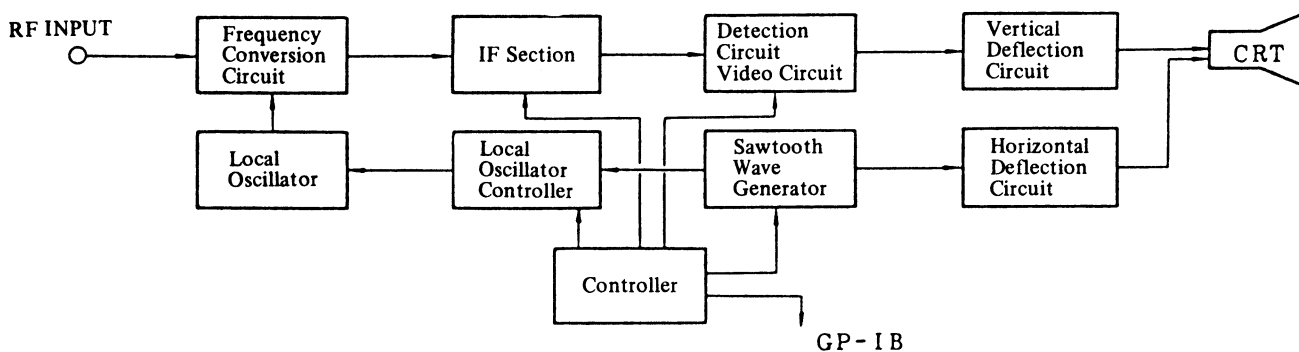 RF INPUT
Frequency
Conversion
Circuit
IF Section
Detection
Circuit
Video Circuit
Vertical
Deflection
Circuit
CRT
Local
Oscillator
Local
Oscillator
Controller
Sawtooth
Wave
Generator
Horizontal
Deflection
Circuit
Controller
GP-IB